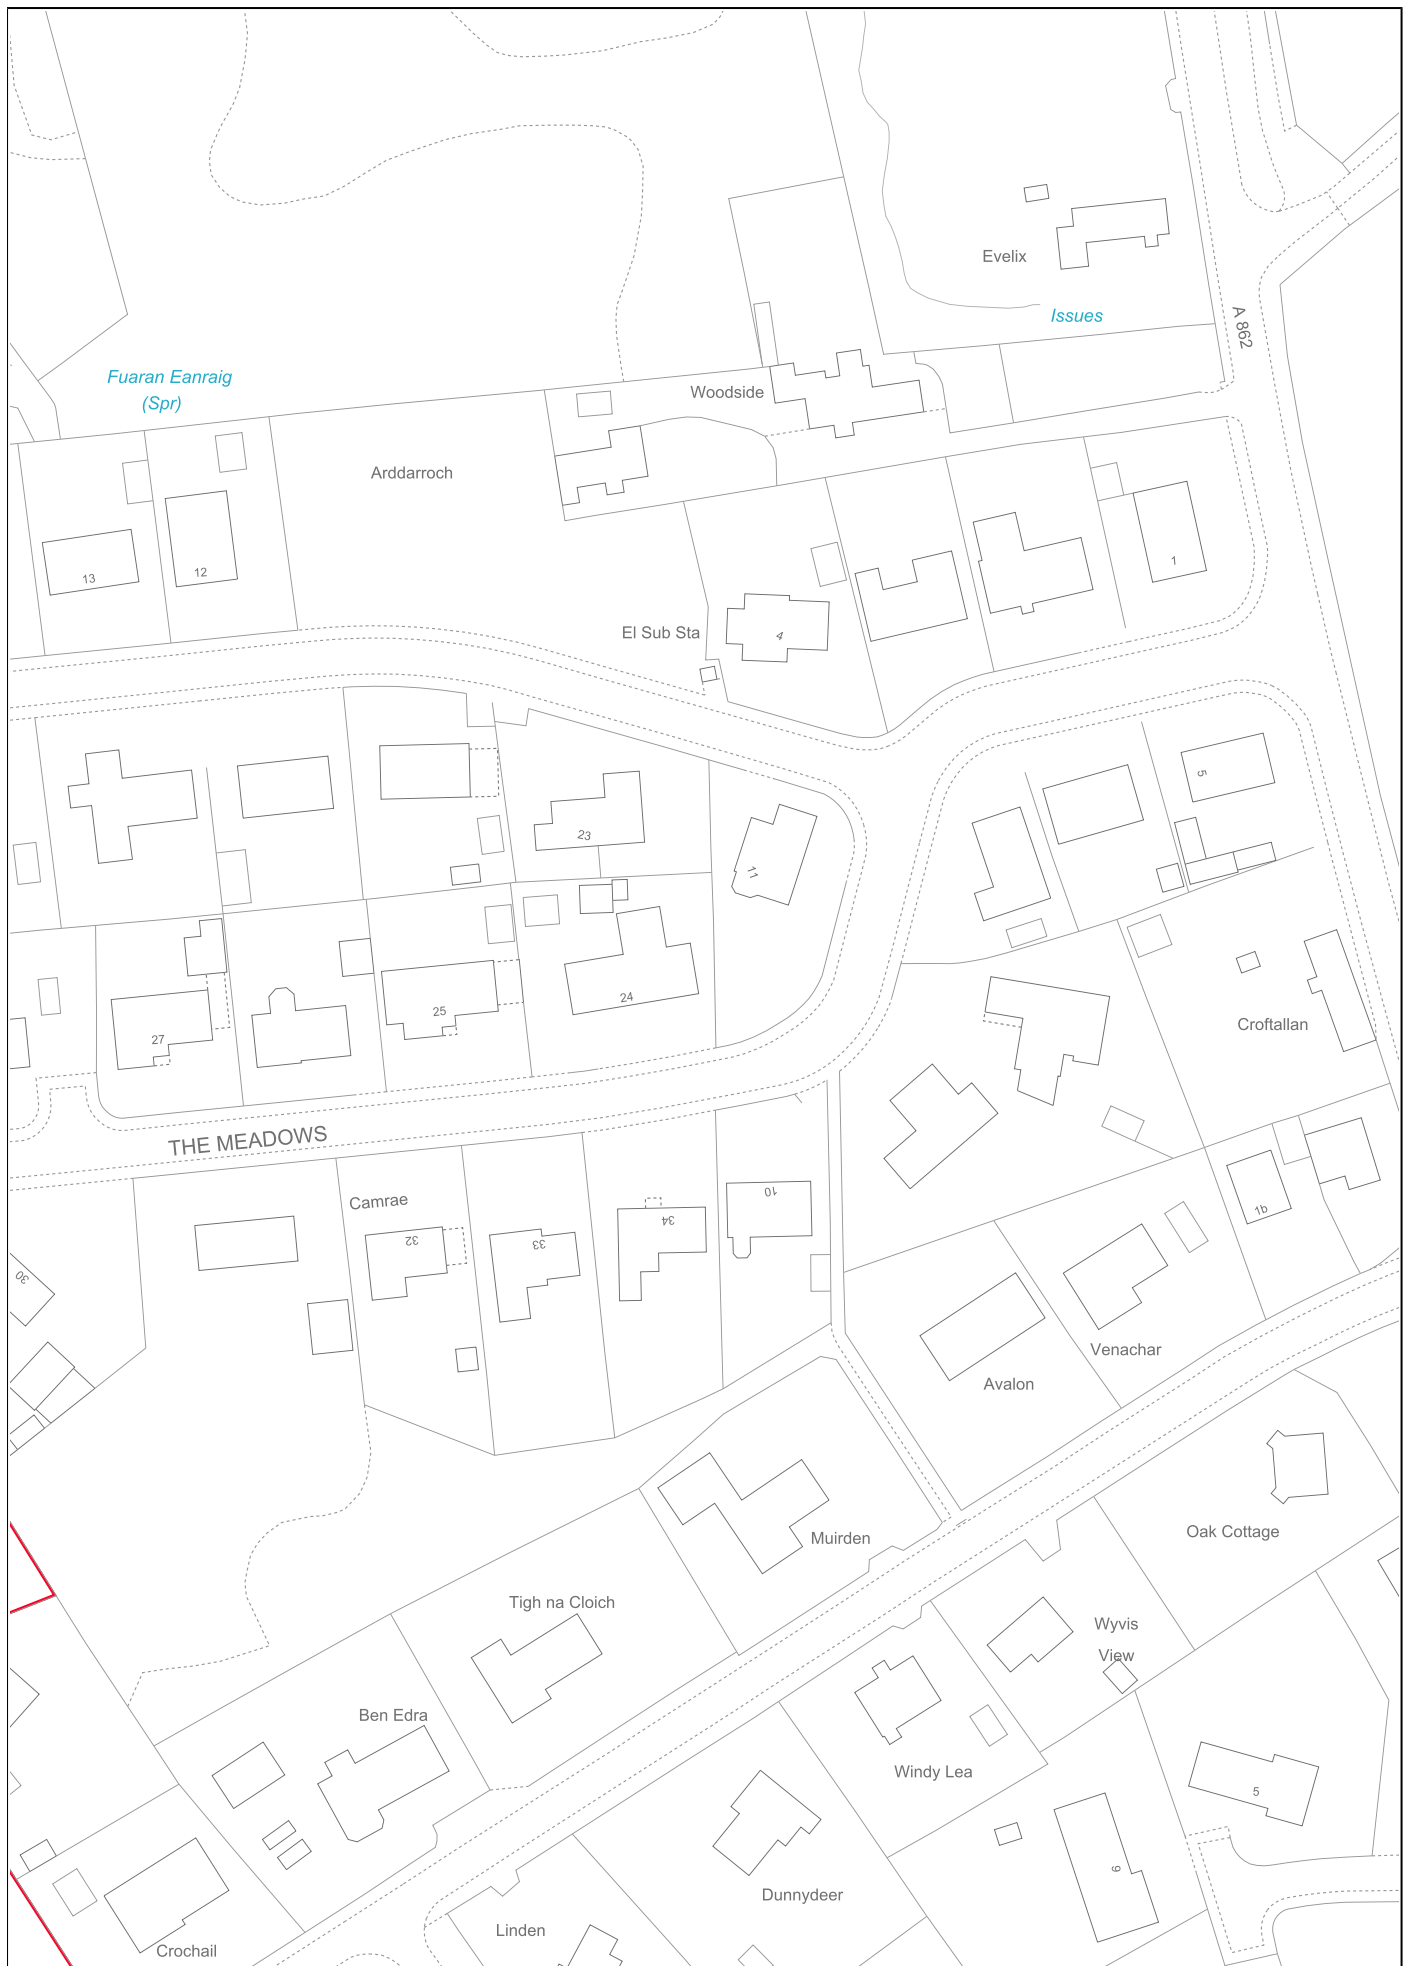 Evelix
Issues
A 862
Fuaran Eanraig
(Spr)
Woodside
Arddarroch
13
12
1
El Sub Sta
4
5
23
11
24
25
27
Croftallan
THE MEADOWS
Camrae
32
33
34
10
1b
30
Venachar
Avalon
Oak Cottage
Muirden
Tigh na Cloich
Wyvis
View
Ben Edra
Windy Lea
5
9
Dunnydeer
Linden
Crochail